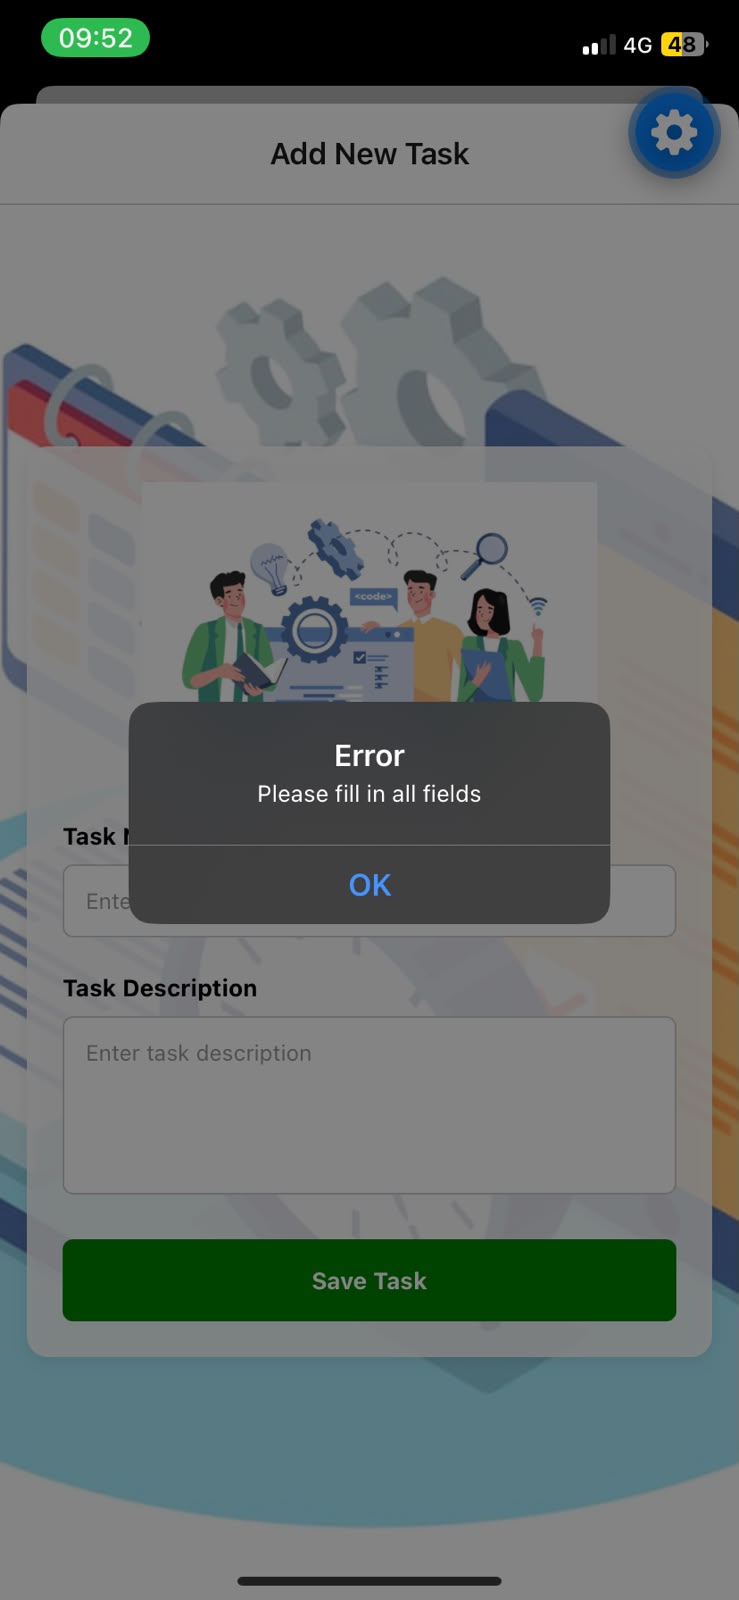 09:52
4G 48
Add New Task
<code>
Error
Please fill in all fields
Task
OK
Task Description
Enter task description
Save Task